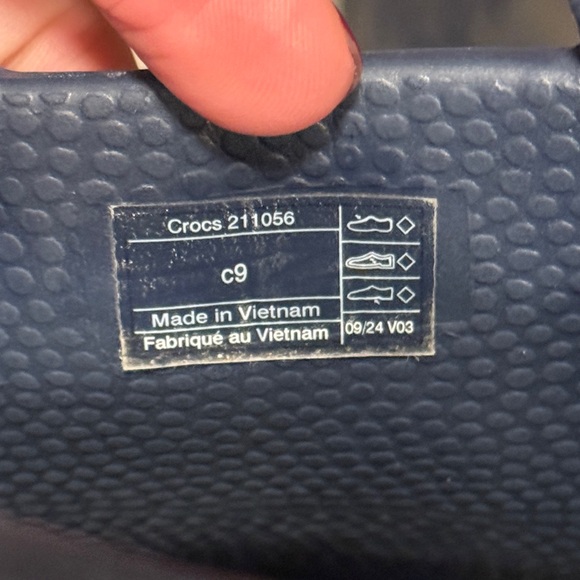 Crocs 211056
c9
Made in Vietnam
Fabriqué au Vietnam
09/24 V03